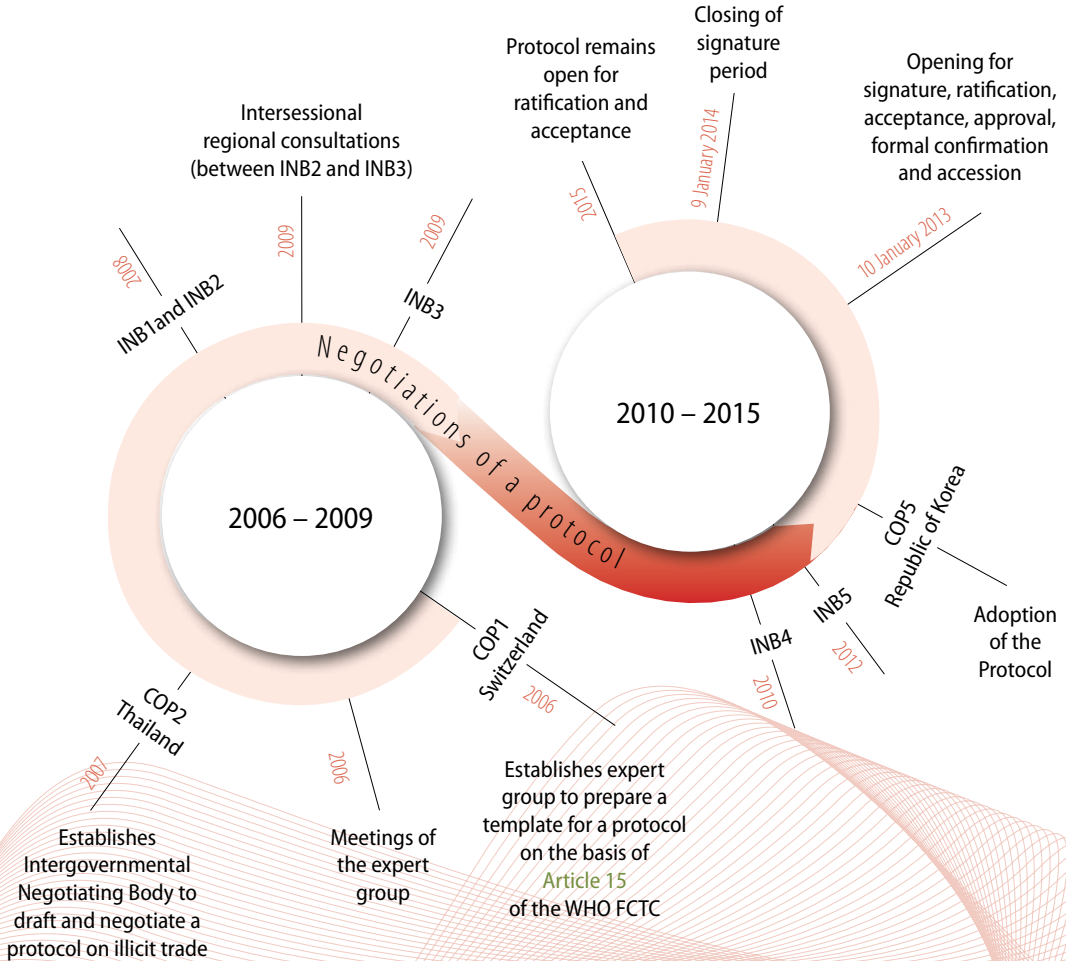 Closing of
signature
period
9 January 2014
Protocol remains
open for
ratification and
acceptance
2015
Opening for
signature, ratification,
acceptance, approval,
formal confirmation
and accession
10 January 2013
Intersessional
regional consultations
(between INB2 and INB3)
2009
2008
INB1and INB2
2009
INB3
Negotiations of a protocol
2006 – 2009
2010 – 2015
COP5
Republic of Korea
Adoption
of the
Protocol
INB5
2012
INB4
2010
COP1
Switzerland
2006
Establishes expert
group to prepare a
template for a protocol
on the basis of
Article 15
of the WHO FCTC
2006
Meetings of
the expert
group
COP2
Thailand
2007
Establishes
Intergovernmental
Negotiating Body to
draft and negotiate a
protocol on illicit trade